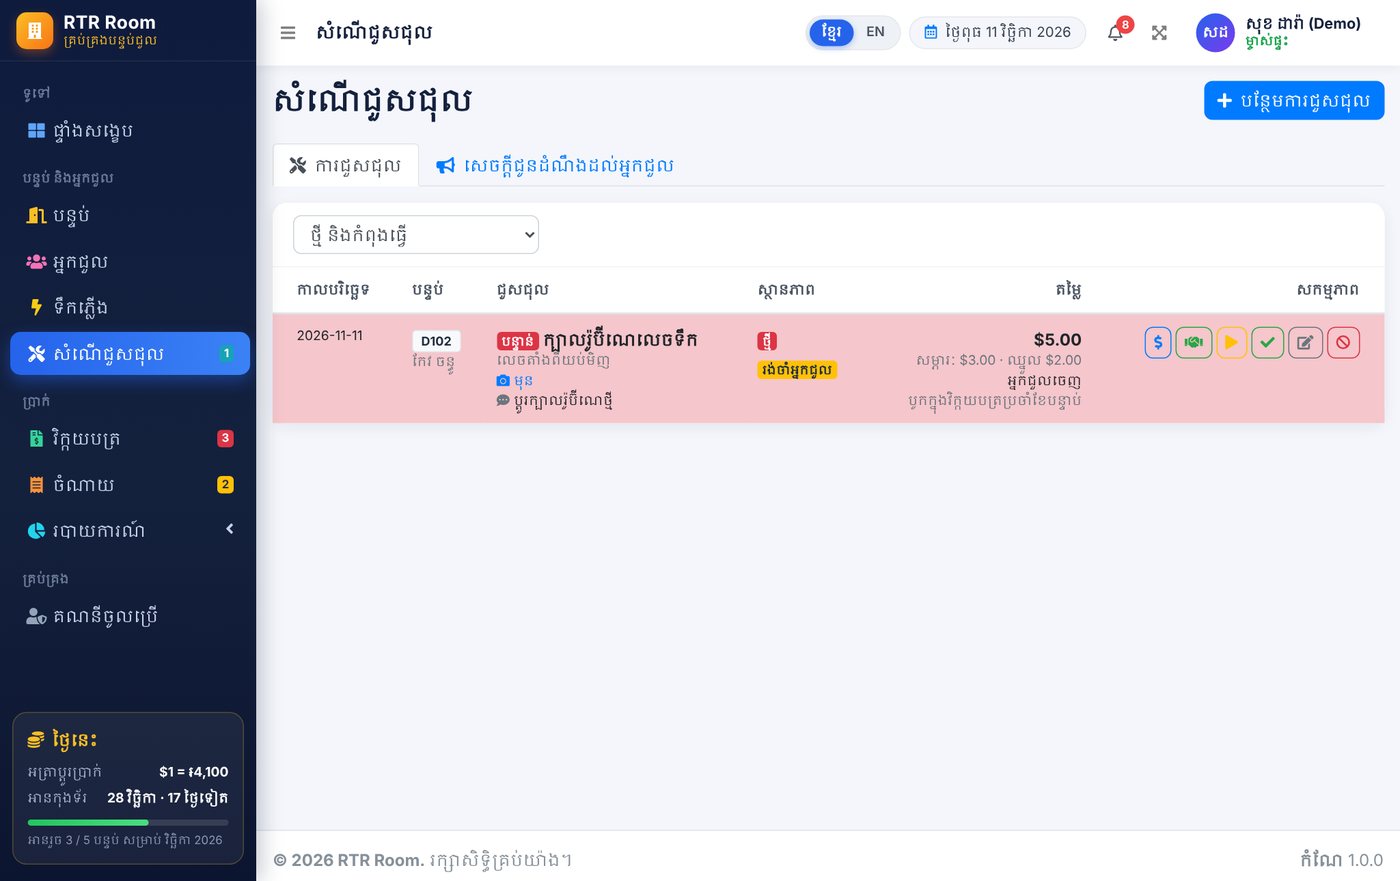 RTR Room
គ្រប់គ្រងបន្ទប់ជួល
ទូទៅ
ផ្ទាំងសង្ខេប
បន្ទប់ និងអ្នកជួល
បន្ទប់
អ្នកជួល
ទឹកភ្លើង
សំណើជួសជុល 1
ប្រាក់
វិក្កយបត្រ 3
ចំណាយ 2
របាយការណ៍
គ្រប់គ្រង
គណនីចូលប្រើ
ថ្ងៃនេះ
អត្រាប្ដូរប្រាក់ $1 = ៛4,100
អានកុងទ័រ 28 វិច្ឆិកា · 17 ថ្ងៃទៀត
អានរួច 3 / 5 បន្ទប់ សម្រាប់ វិច្ឆិកា 2026
សំណើជួសជុល
ខ្មែរ EN
ថ្ងៃពុធ 11 វិច្ឆិកា 2026
8
សដ
សុខ ដារ៉ា (Demo)
ម្ចាស់ផ្ទះ
សំណើជួសជុល
បន្ថែមការជួសជុល
ការជួសជុល
សេចក្ដីជូនដំណឹងដល់អ្នកជួល
ថ្មី និងកំពុងធ្វើ
កាលបរិច្ឆេទ បន្ទប់ ជួសជុល ស្ថានភាព តម្លៃ សកម្មភាព
2026-11-11
D102
កែវ ចន្ធូ
បន្ទាន់ ក្បាលរ៉ូប៊ីណេលេចទឹក
លេចតាំងពីយប់មិញ
មុន
ប្ដូរក្បាលរ៉ូប៊ីណេថ្មី
ថ្មី
រង់ចាំអ្នកជួល
$5.00
សម្ភារៈ $3.00 · ឈ្នួល $2.00
អ្នកជួលចេញ
បូកក្នុងវិក្កយបត្រប្រចាំខែបន្ទាប់
© 2026 RTR Room. រក្សាសិទ្ធិគ្រប់យ៉ាង។
កំណែ 1.0.0